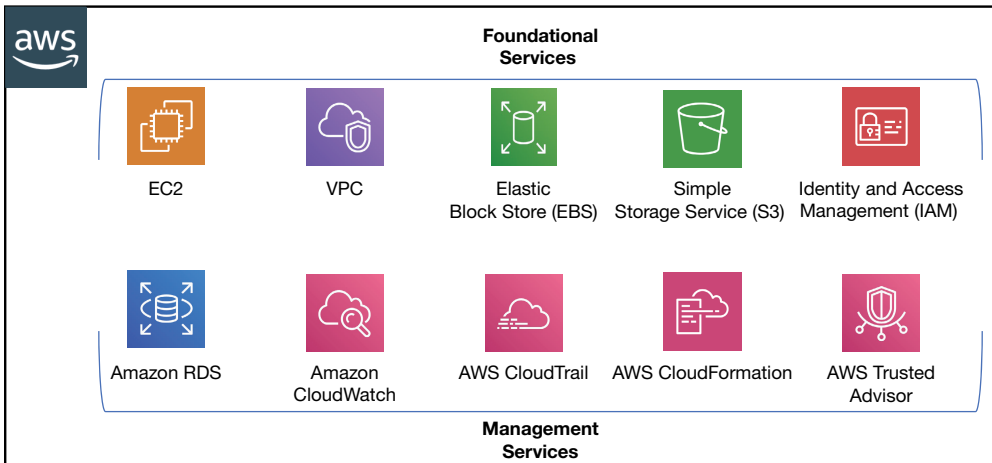 aws
Foundational
Services
EC2
VPC
Elastic
Block Store (EBS)
Simple
Storage Service (S3)
Identity and Access
Management (IAM)
Amazon RDS
Amazon
CloudWatch
AWS CloudTrail
AWS CloudFormation
AWS Trusted
Advisor
Management
Services